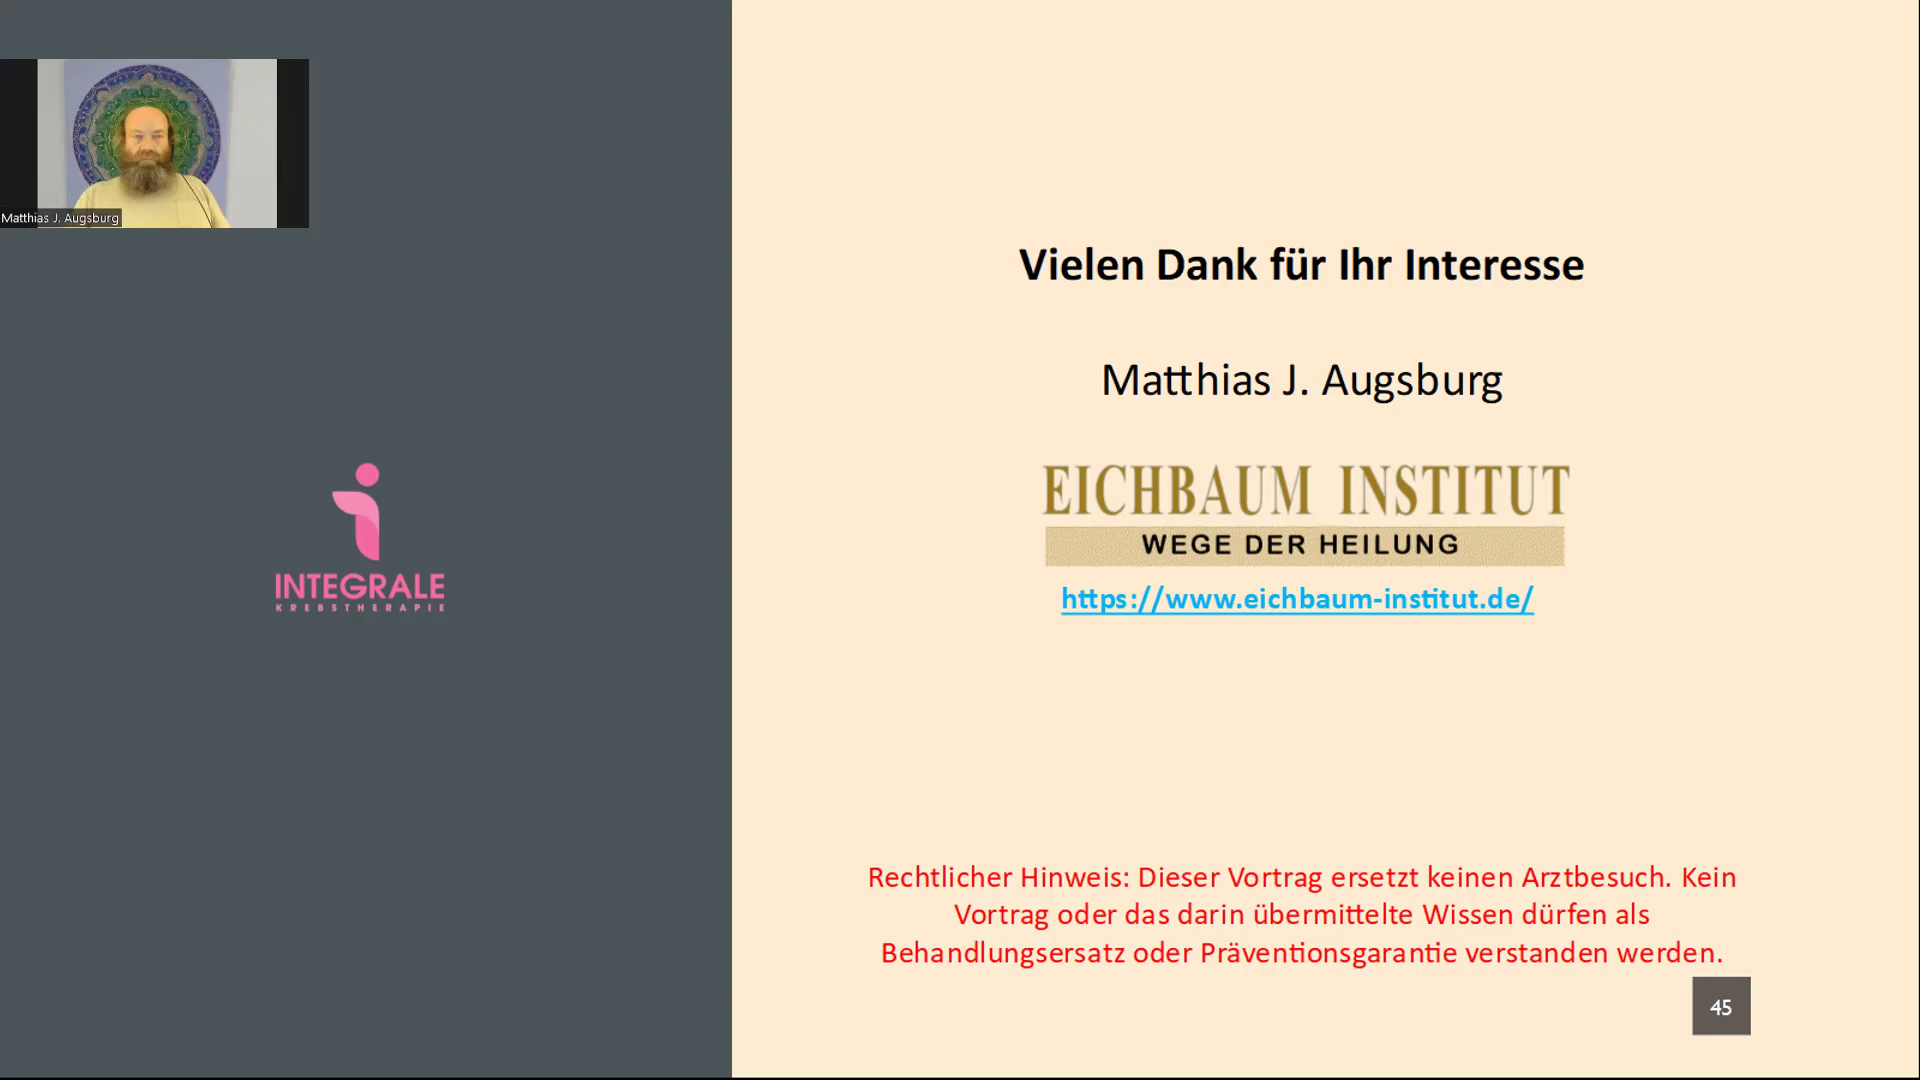 Matthias J. Augsburg
INTEGRALE
KREBSTHERAPIE
Vielen Dank für Ihr Interesse
Matthias J. Augsburg
EICHBAUM INSTITUT
WEGE DER HEILUNG
https://www.eichbaum-institut.de/
Rechtlicher Hinweis: Dieser Vortrag ersetzt keinen Arztbesuch. Kein
Vortrag oder das darin übermittelte Wissen dürfen als
Behandlungsersatz oder Präventionsgarantie verstanden werden.
45